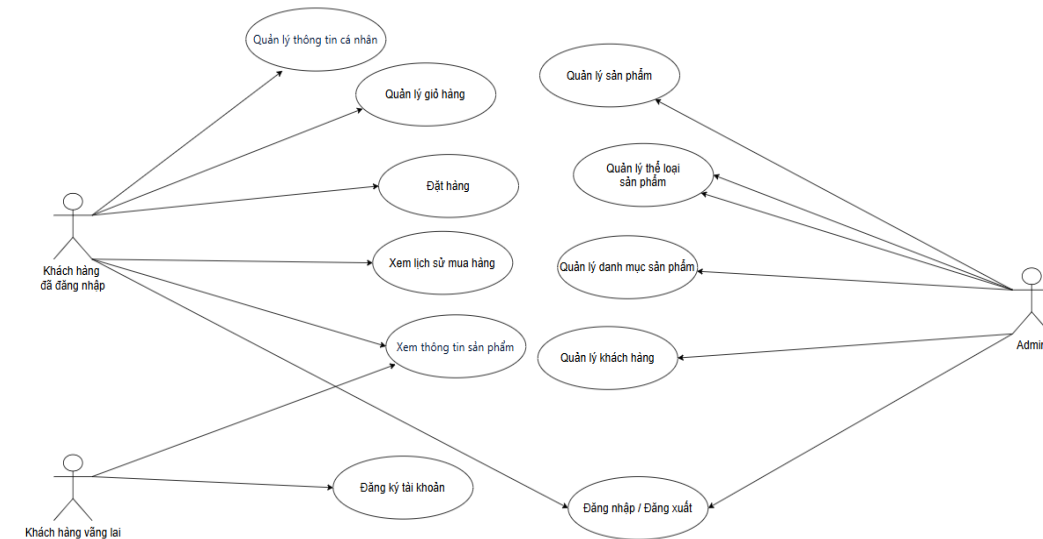 Quản lý thông tin cá nhân
Quản lý sản phẩm
Quản lý giỏ hàng
Quản lý thể loại
sản phẩm
Đặt hàng
Khách hàng
đã đăng nhập
Xem lịch sử mua hàng
Quản lý danh mục sản phẩm
Admin
Xem thông tin sản phẩm
Quản lý khách hàng
Đăng ký tài khoản
Đăng nhập / Đăng xuất
Khách hàng vãng lai